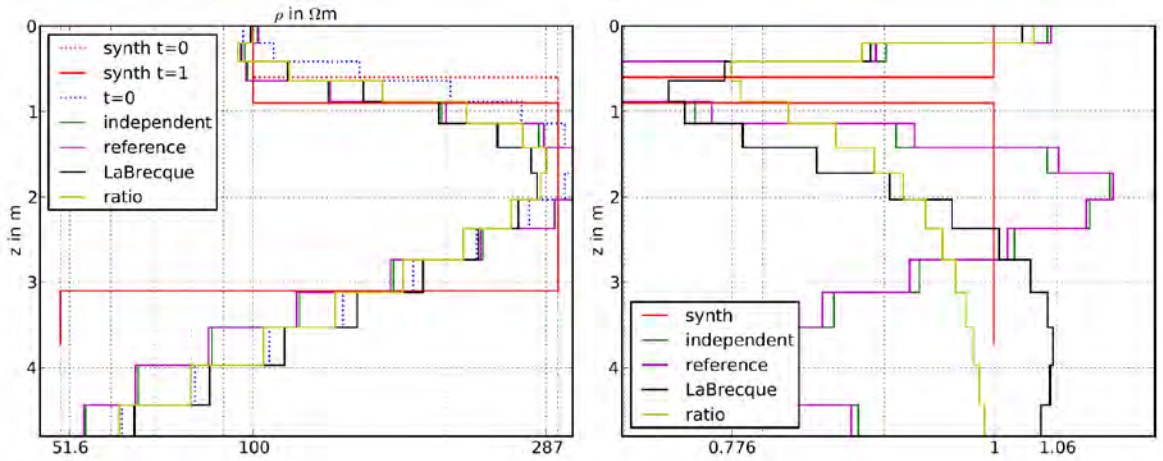 ρ in Ωm
0
1
2
3
4
z in m
synth t=0
synth t=1
t=0
independent
reference
LaBrecque
ratio
51.6
100
287
0
1
2
3
4
z in m
synth
independent
reference
LaBrecque
ratio
0.776
1
1.06